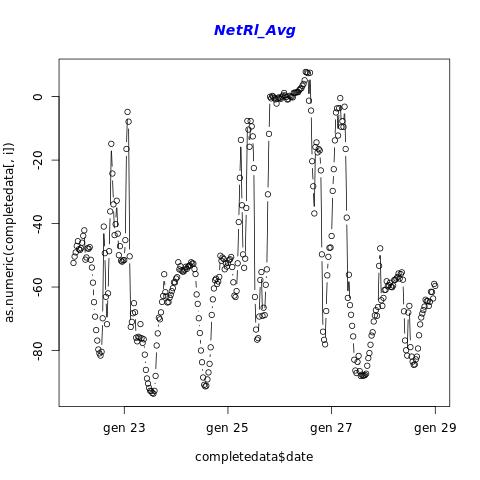 NetRl_Avg
as.numeric(completedata[, i])
0
-20
-40
-60
-80
gen 23
gen 25
gen 27
gen 29
completedata$date